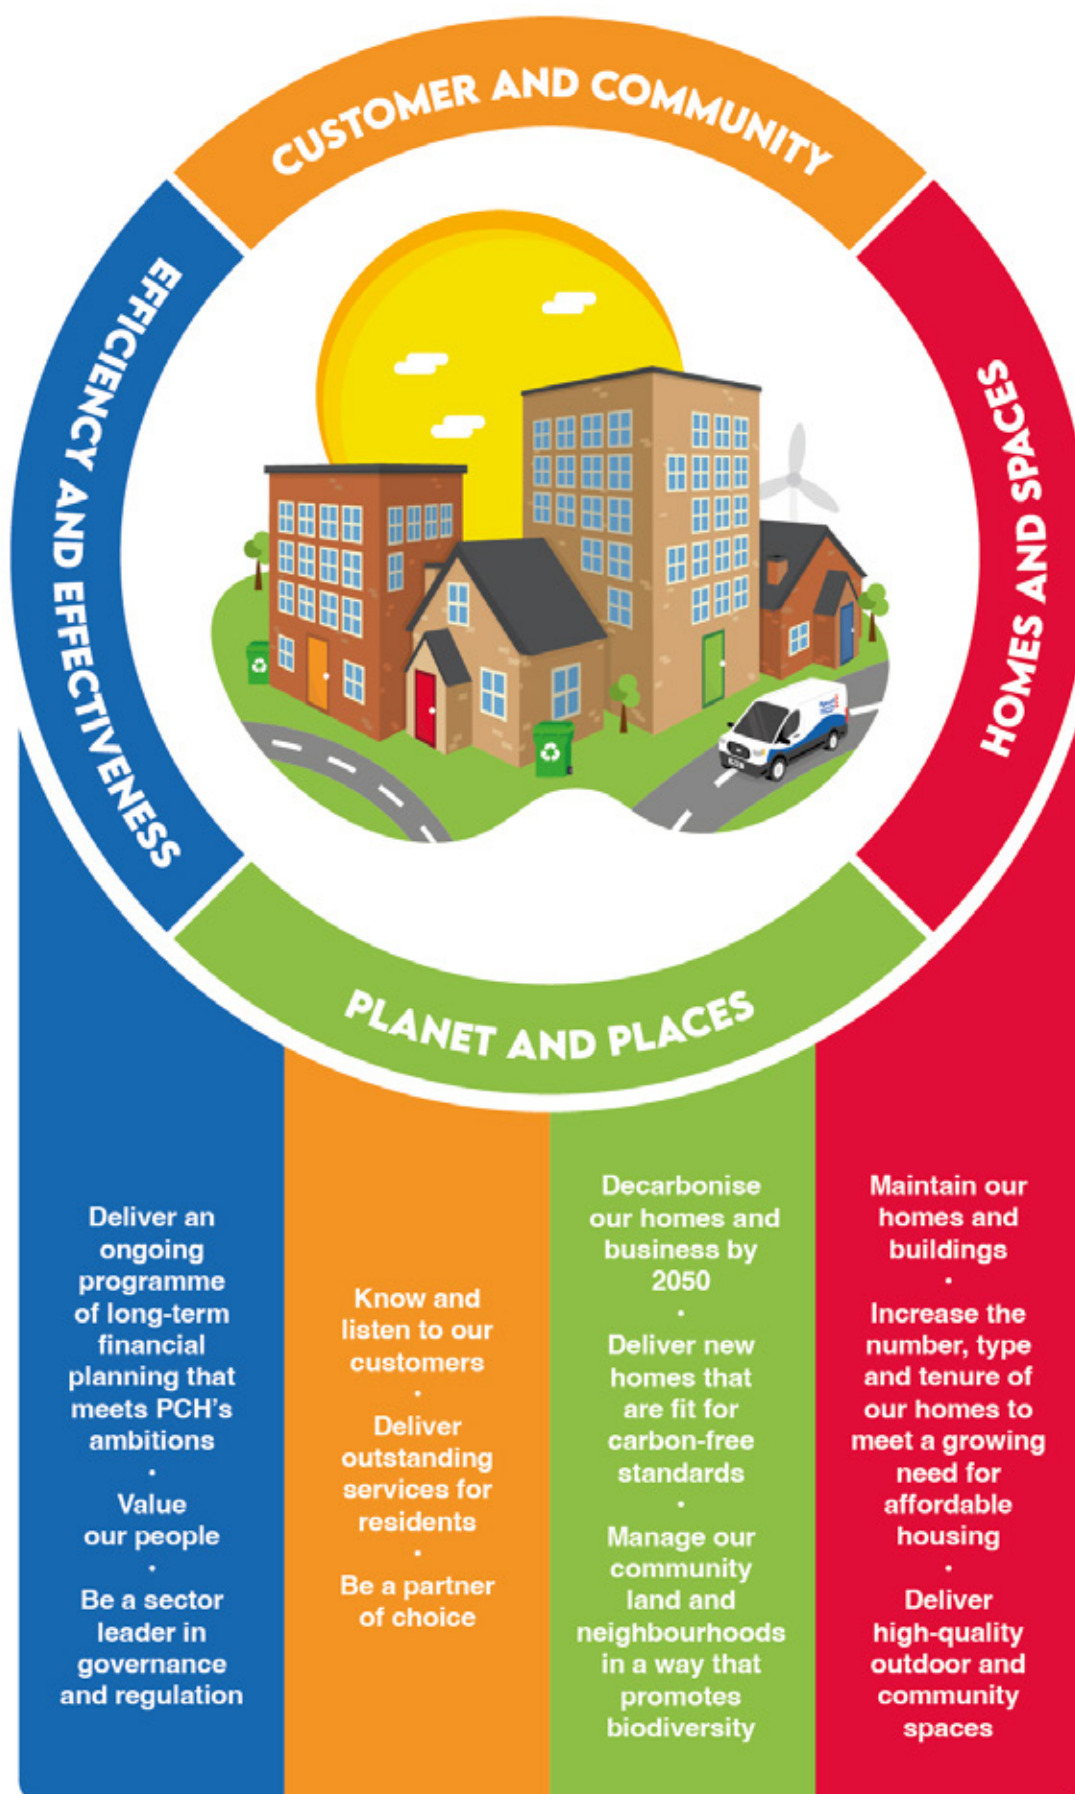 CUSTOMER AND COMMUNITY
EFFICIENCY AND EFFECTIVENESS
HOMES AND SPACES
PLANET AND PLACES
Deliver an
ongoing
programme
of long-term
financial
planning that
meets PCH's
ambitions
•
Value
our people
•
Be a sector
leader in
governance
and regulation
Know and
listen to our
customers
•
Deliver
outstanding
services for
residents
•
Be a partner
of choice
Decarbonise
our homes and
business by
2050
•
Deliver new
homes that
are fit for
carbon-free
standards
•
Manage our
community
land and
neighbourhoods
in a way that
promotes
biodiversity
Maintain our
homes and
buildings
•
Increase the
number, type
and tenure of
our homes to
meet a growing
need for
affordable
housing
•
Deliver
high-quality
outdoor and
community
spaces